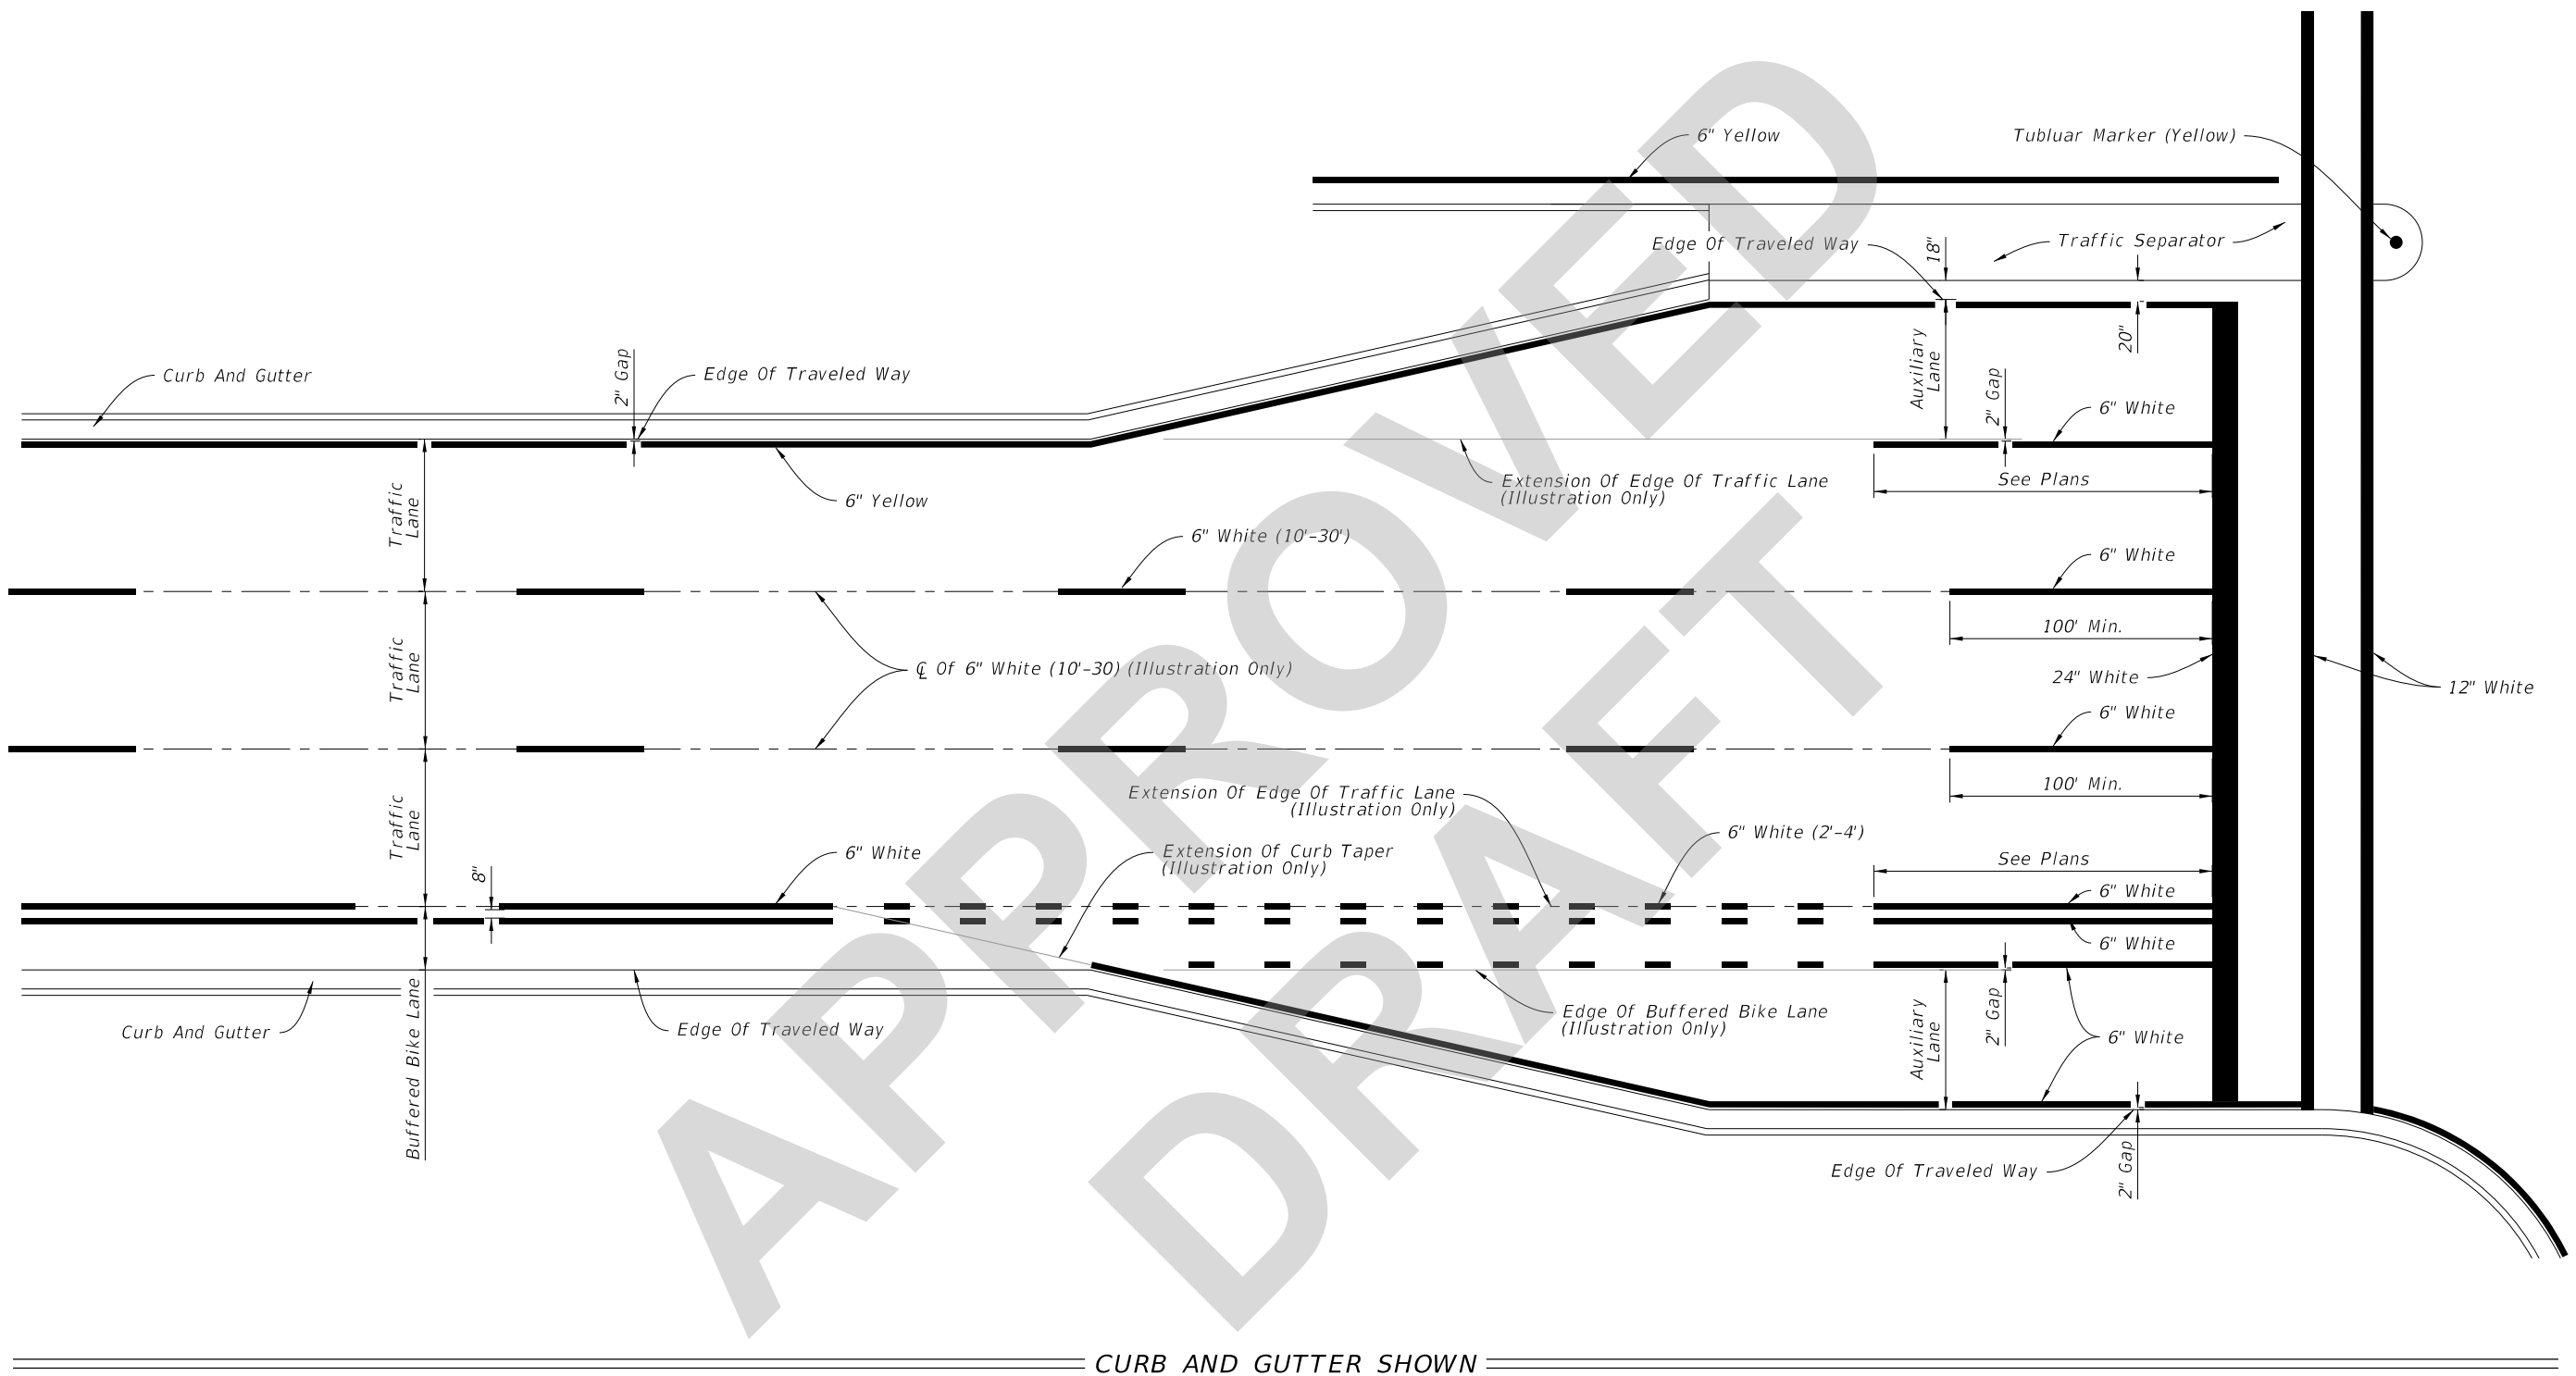 6" Yellow
Tubluar Marker (Yellow)
Edge Of Traveled Way
18"
Traffic Separator
20"
Curb And Gutter
2" Gap
Edge Of Traveled Way
Auxiliary
Lane
2" Gap
6" White
6" Yellow
Extension Of Edge Of Traffic Lane
(Illustration Only)
See Plans
Traffic
Lane
6" White (10'-30')
6" White
100' Min.
Traffic
Lane
℄ Of 6" White (10'-30) (Illustration Only)
24" White
12" White
6" White
100' Min.
Extension Of Edge Of Traffic Lane
(Illustration Only)
Traffic
Lane
8"
6" White
Extension Of Curb Taper
(Illustration Only)
6" White (2'-4')
See Plans
6" White
6" White
Curb And Gutter
Buffered Bike Lane
Edge Of Traveled Way
Edge Of Buffered Bike Lane
(Illustration Only)
Auxiliary
Lane
2" Gap
6" White
Edge Of Traveled Way
2" Gap
APPROVED
DRAFT
CURB AND GUTTER SHOWN